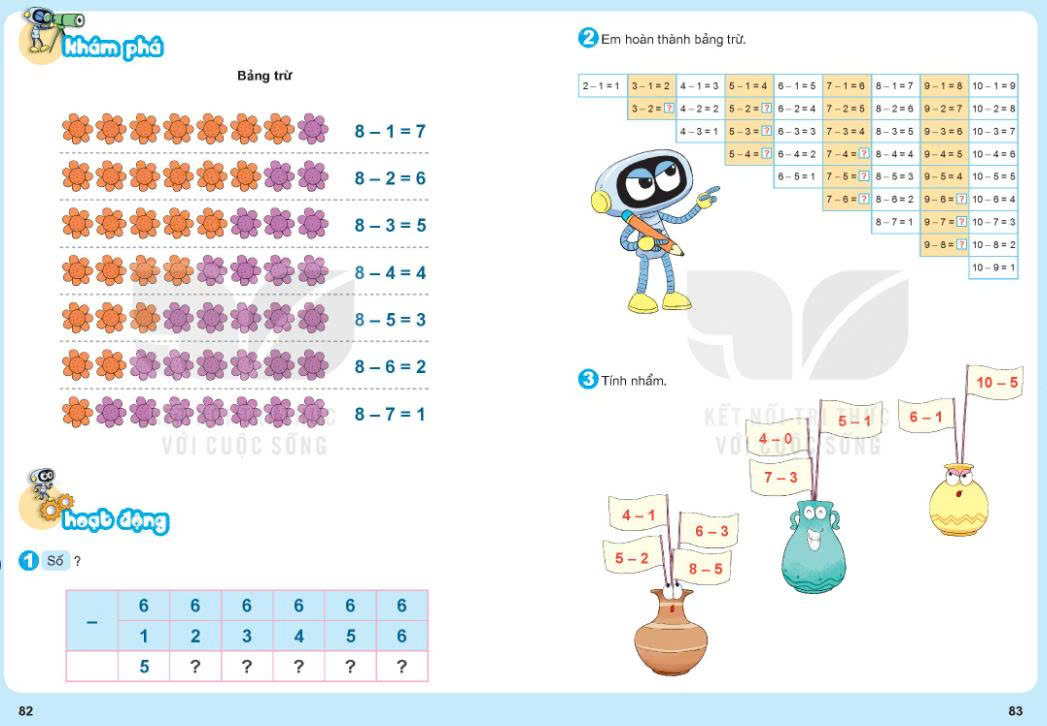 khám phá
Bảng trừ
8 – 1 = 7
8 – 2 = 6
8 – 3 = 5
8 – 4 = 4
8 – 5 = 3
8 – 6 = 2
8 – 7 = 1
KẾT NỐI TRI THỨC
VỚI CUỘC SỐNG
hoạt động
1 Số ?
– 6 6 6 6 6 6
1 2 3 4 5 6
5 ? ? ? ? ?
82
2 Em hoàn thành bảng trừ.
2 – 1 = 1 3 – 1 = 2 4 – 1 = 3 5 – 1 = 4 6 – 1 = 5 7 – 1 = 6 8 – 1 = 7 9 – 1 = 8 10 – 1 = 9
3 – 2 = ? 4 – 2 = 2 5 – 2 = ? 6 – 2 = 4 7 – 2 = 5 8 – 2 = 6 9 – 2 = 7 10 – 2 = 8
4 – 3 = 1 5 – 3 = ? 6 – 3 = 3 7 – 3 = 4 8 – 3 = 5 9 – 3 = 6 10 – 3 = 7
5 – 4 = ? 6 – 4 = 2 7 – 4 = ? 8 – 4 = 4 9 – 4 = 5 10 – 4 = 6
6 – 5 = 1 7 – 5 = ? 8 – 5 = 3 9 – 5 = 4 10 – 5 = 5
7 – 6 = ? 8 – 6 = 2 9 – 6 = ? 10 – 6 = 4
8 – 7 = 1 9 – 7 = ? 10 – 7 = 3
9 – 8 = ? 10 – 8 = 2
10 – 9 = 1
3 Tính nhẩm.
KẾT NỐI TRI THỨC
VỚI CUỘC SỐNG
4 – 1
6 – 3
5 – 2
8 – 5
5 – 1
4 – 0
7 – 3
10 – 5
6 – 1
83